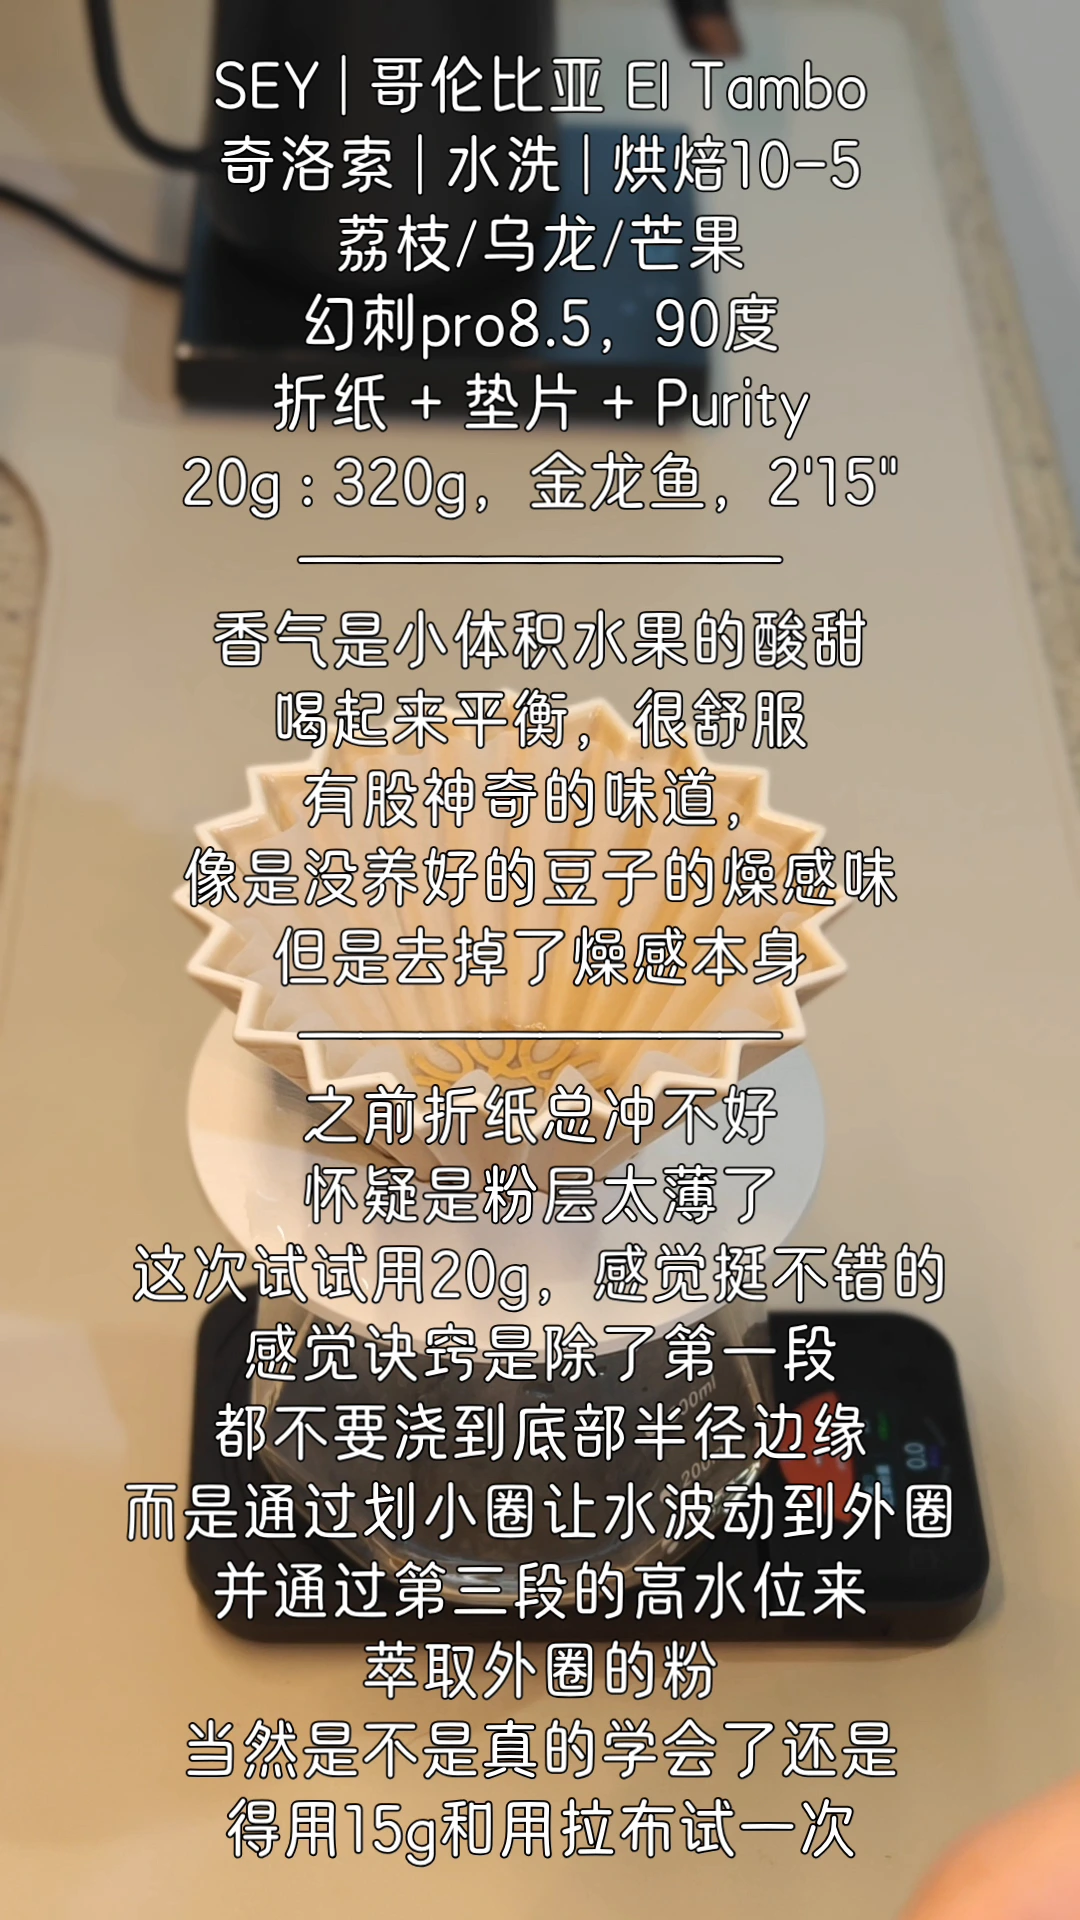 SEY | 哥伦比亚 El Tambo
奇洛索 | 水洗 | 烘焙10-5
荔枝/乌龙/芒果
幻刺pro8.5，90度
折纸 + 垫片 + Purity
20g : 320g，金龙鱼，2'15"
香气是小体积水果的酸甜
喝起来平衡，很舒服
有股神奇的味道，
像是没养好的豆子的燥感味
但是去掉了燥感本身
之前折纸总冲不好
怀疑是粉层太薄了
这次试试用20g，感觉挺不错的
感觉诀窍是除了第一段
都不要浇到底部半径边缘
而是通过划小圈让水波动到外圈
并通过第三段的高水位来
萃取外圈的粉
当然是不是真的学会了还是
得用15g和用拉布试一次
0.0